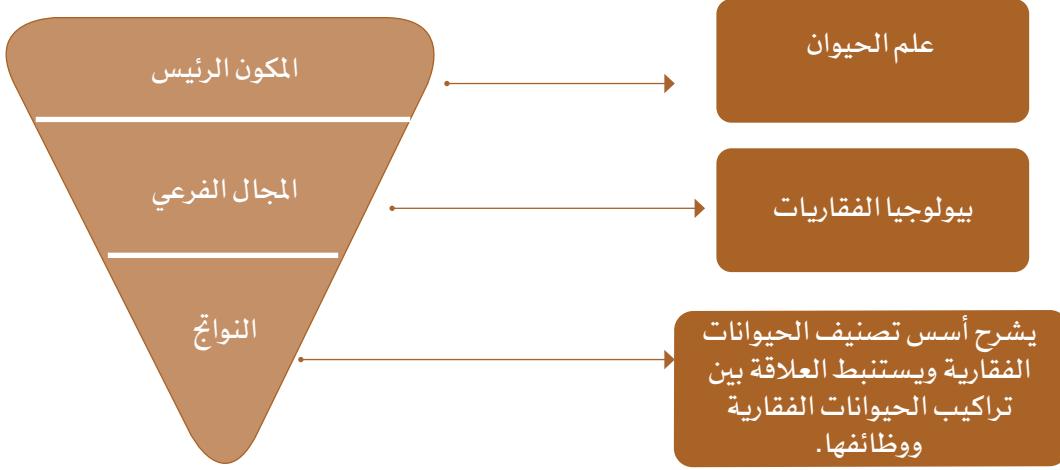 المكون الرئيس
علم الحيوان
المجال الفرعي
بيولوجيا الفقاريات
النواتج
يشرح أسس تصنيف الحيوانات
الفقارية ويستنبط العلاقة بين
تراكيب الحيوانات الفقارية
ووظائفها.